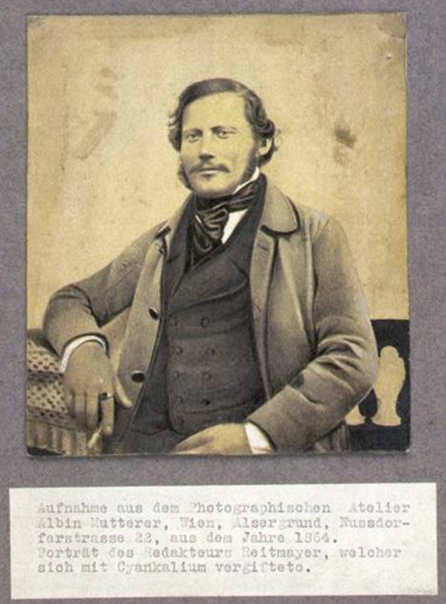 Aufnahme aus dem Photographischen Atelier
Albin Mutterer, Wien, Alsergrund, Nussdor-
ferstrasse 22, aus dem Jahre 1864.
Porträt des Redakteurs Reitmayer, welcher
sich mit Cyankalium vergiftete.